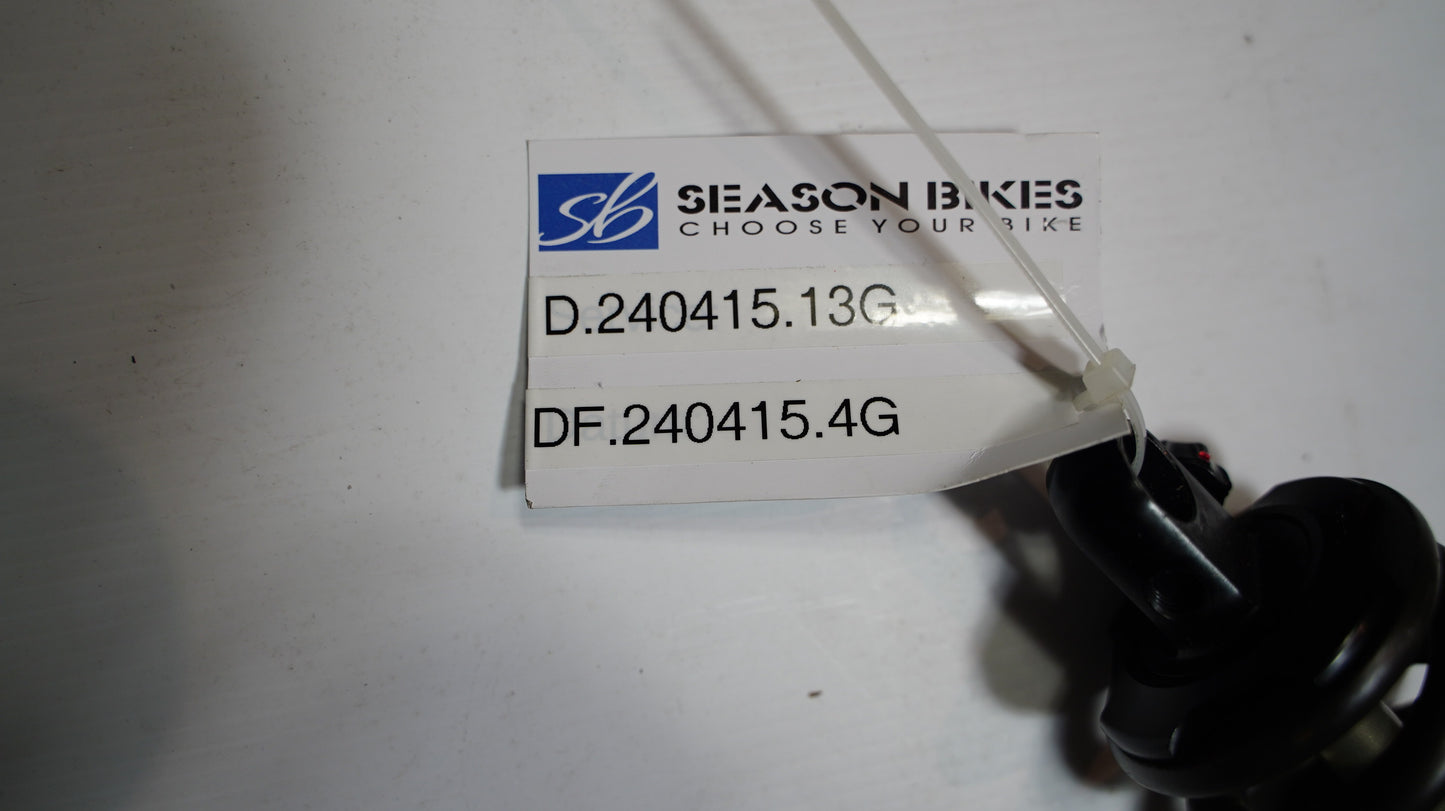 sb SEASON BIKES
CHOOSE YOUR BIKE
D.240415.13G
DF.240415.4G